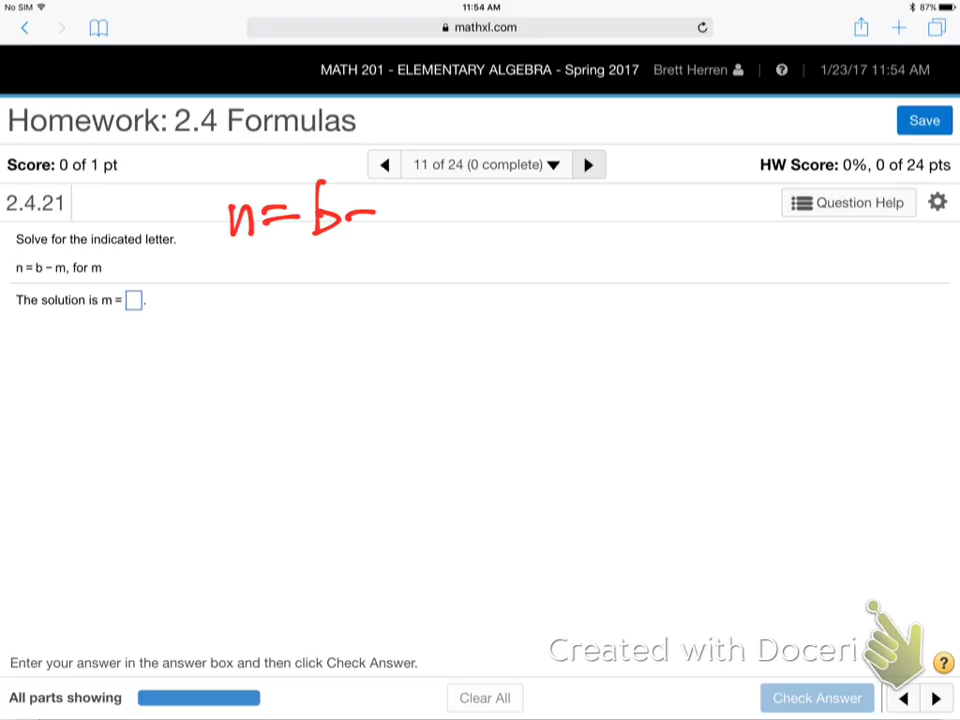 No SIM 11:54 AM 87%
mathxl.com
MATH 201 - ELEMENTARY ALGEBRA - Spring 2017 Brett Herren ? 1/23/17 11:54 AM
Homework: 2.4 Formulas Save
Score: 0 of 1 pt 11 of 24 (0 complete) HW Score: 0%, 0 of 24 pts
2.4.21 n = b - Question Help
Solve for the indicated letter.
n = b − m, for m
The solution is m = .
Created with Doceri
Enter your answer in the answer box and then click Check Answer. ?
All parts showing Clear All Check Answer